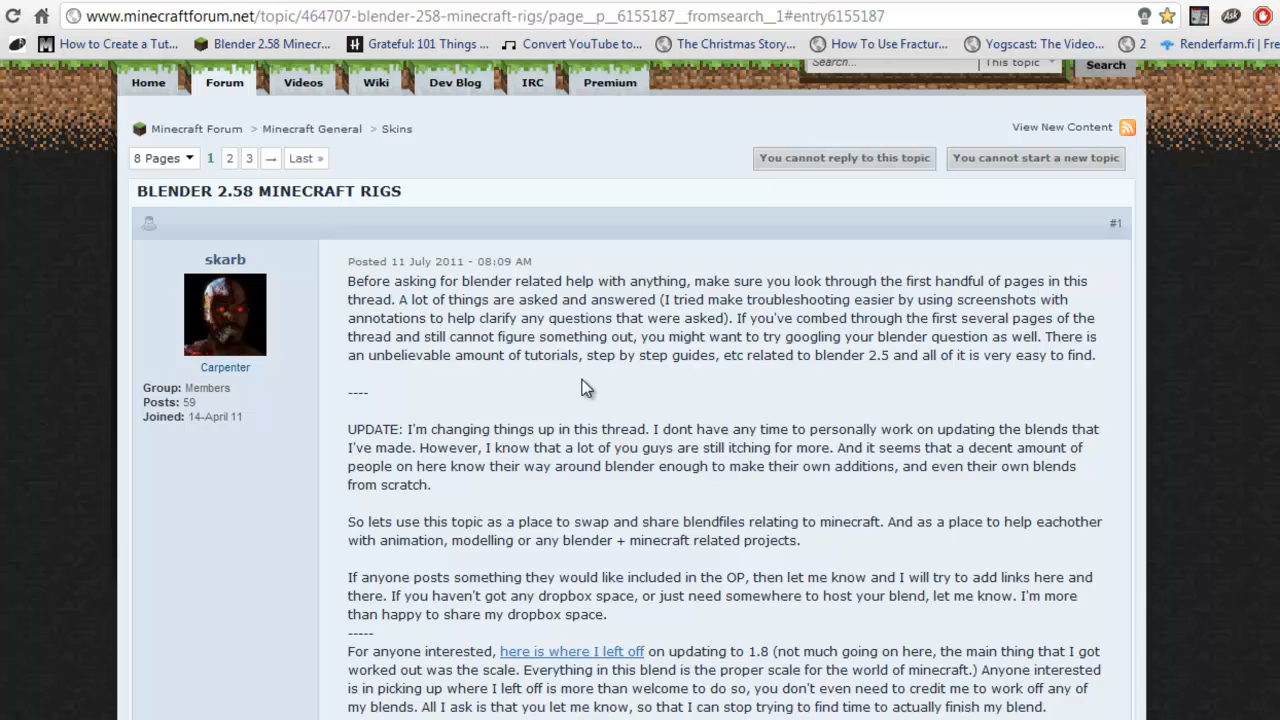 www.minecraftforum.net/topic/464707-blender-258-minecraft-rigs/page__p__6155187__fromsearch__1#entry6155187
How to Create a Tut... Blender 2.58 Minecr... Grateful: 101 Things ... Convert YouTube to... The Christmas Story... How To Use Fractur... Yogscast: The Video... 2 Renderfarm.fi | Fre
Search... This topic Search
Home Forum Videos Wiki Dev Blog IRC Premium
Minecraft Forum > Minecraft General > Skins
View New Content
8 Pages 1 2 3 → Last »
You cannot reply to this topic You cannot start a new topic
BLENDER 2.58 MINECRAFT RIGS
#1
skarb
Carpenter
Group: Members
Posts: 59
Joined: 14-April 11
Posted 11 July 2011 - 08:09 AM
Before asking for blender related help with anything, make sure you look through the first handful of pages in this
thread. A lot of things are asked and answered (I tried make troubleshooting easier by using screenshots with
annotations to help clarify any questions that were asked). If you've combed through the first several pages of the
thread and still cannot figure something out, you might want to try googling your blender question as well. There is
an unbelievable amount of tutorials, step by step guides, etc related to blender 2.5 and all of it is very easy to find.
----
UPDATE: I'm changing things up in this thread. I dont have any time to personally work on updating the blends that
I've made. However, I know that a lot of you guys are still itching for more. And it seems that a decent amount of
people on here know their way around blender enough to make their own additions, and even their own blends
from scratch.
So lets use this topic as a place to swap and share blendfiles relating to minecraft. And as a place to help eachother
with animation, modelling or any blender + minecraft related projects.
If anyone posts something they would like included in the OP, then let me know and I will try to add links here and
there. If you haven't got any dropbox space, or just need somewhere to host your blend, let me know. I'm more
than happy to share my dropbox space.
-----
For anyone interested, here is where I left off on updating to 1.8 (not much going on here, the main thing that I got
worked out was the scale. Everything in this blend is the proper scale for the world of minecraft.) Anyone interested
is in picking up where I left off is more than welcome to do so, you don't even need to credit me to work off any of
my blends. All I ask is that you let me know, so that I can stop trying to find time to actually finish my blend.